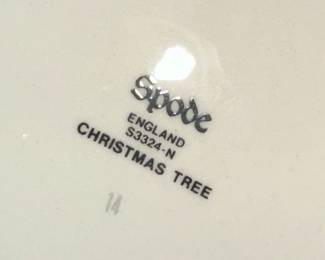 Spode
ENGLAND
S3324-N
CHRISTMAS TREE
14